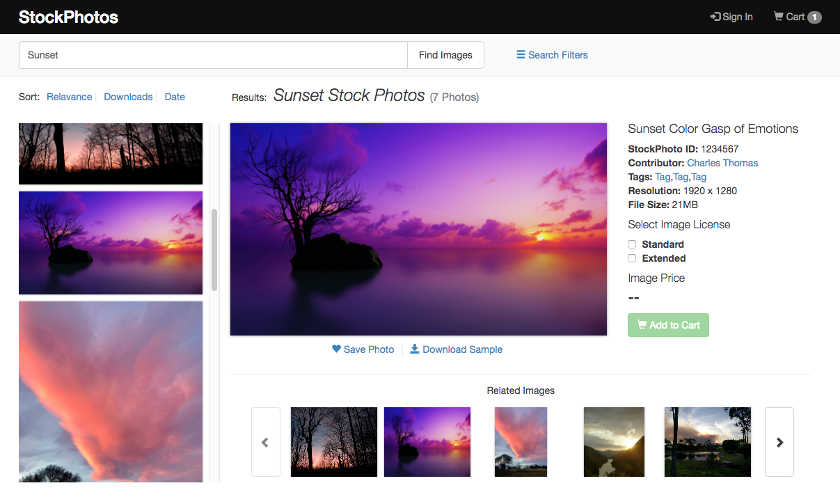 StockPhotos
Sign In
Cart 1
Sunset
Find Images
Search Filters
Sort: Relavance Downloads Date
Results: Sunset Stock Photos (7 Photos)
Sunset Color Gasp of Emotions
StockPhoto ID: 1234567
Contributor: Charles Thomas
Tags: Tag,Tag,Tag
Resolution: 1920 x 1280
File Size: 21MB
Select Image License
Standard
Extended
Image Price
--
Add to Cart
Save Photo
Download Sample
Related Images